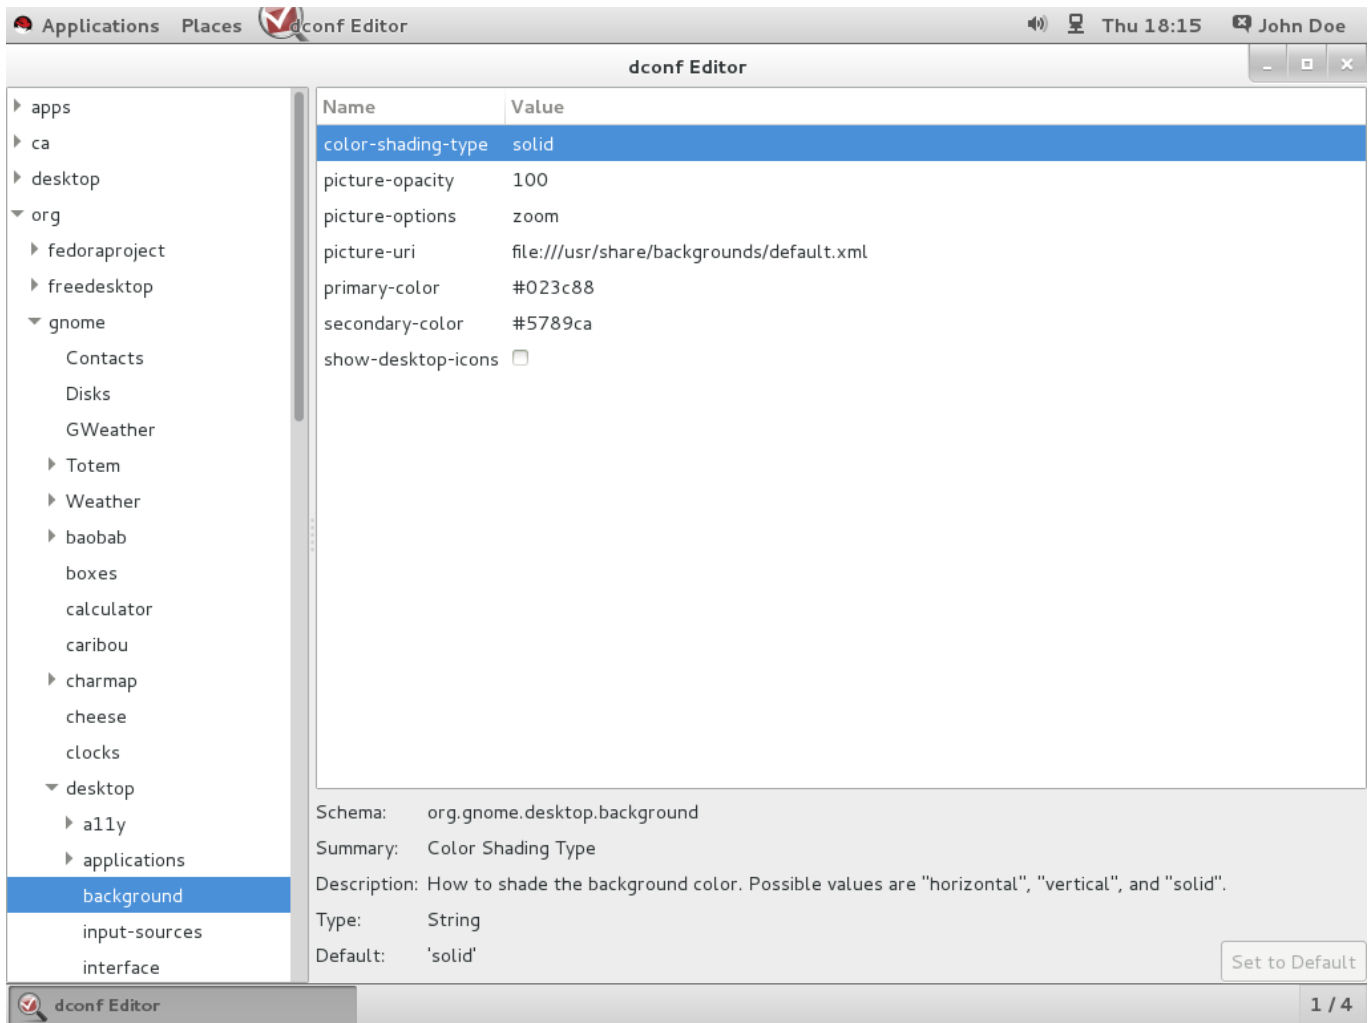 Applications Places dconf Editor Thu 18:15 John Doe
dconf Editor
apps
ca
desktop
org
fedoraproject
freedesktop
gnome
Contacts
Disks
GWeather
Totem
Weather
baobab
boxes
calculator
caribou
charmap
cheese
clocks
desktop
a11y
applications
background
input-sources
interface
Name Value
color-shading-type solid
picture-opacity 100
picture-options zoom
picture-uri file:///usr/share/backgrounds/default.xml
primary-color #023c88
secondary-color #5789ca
show-desktop-icons
Schema: org.gnome.desktop.background
Summary: Color Shading Type
Description: How to shade the background color. Possible values are "horizontal", "vertical", and "solid".
Type: String
Default: 'solid'
Set to Default
dconf Editor 1 / 4